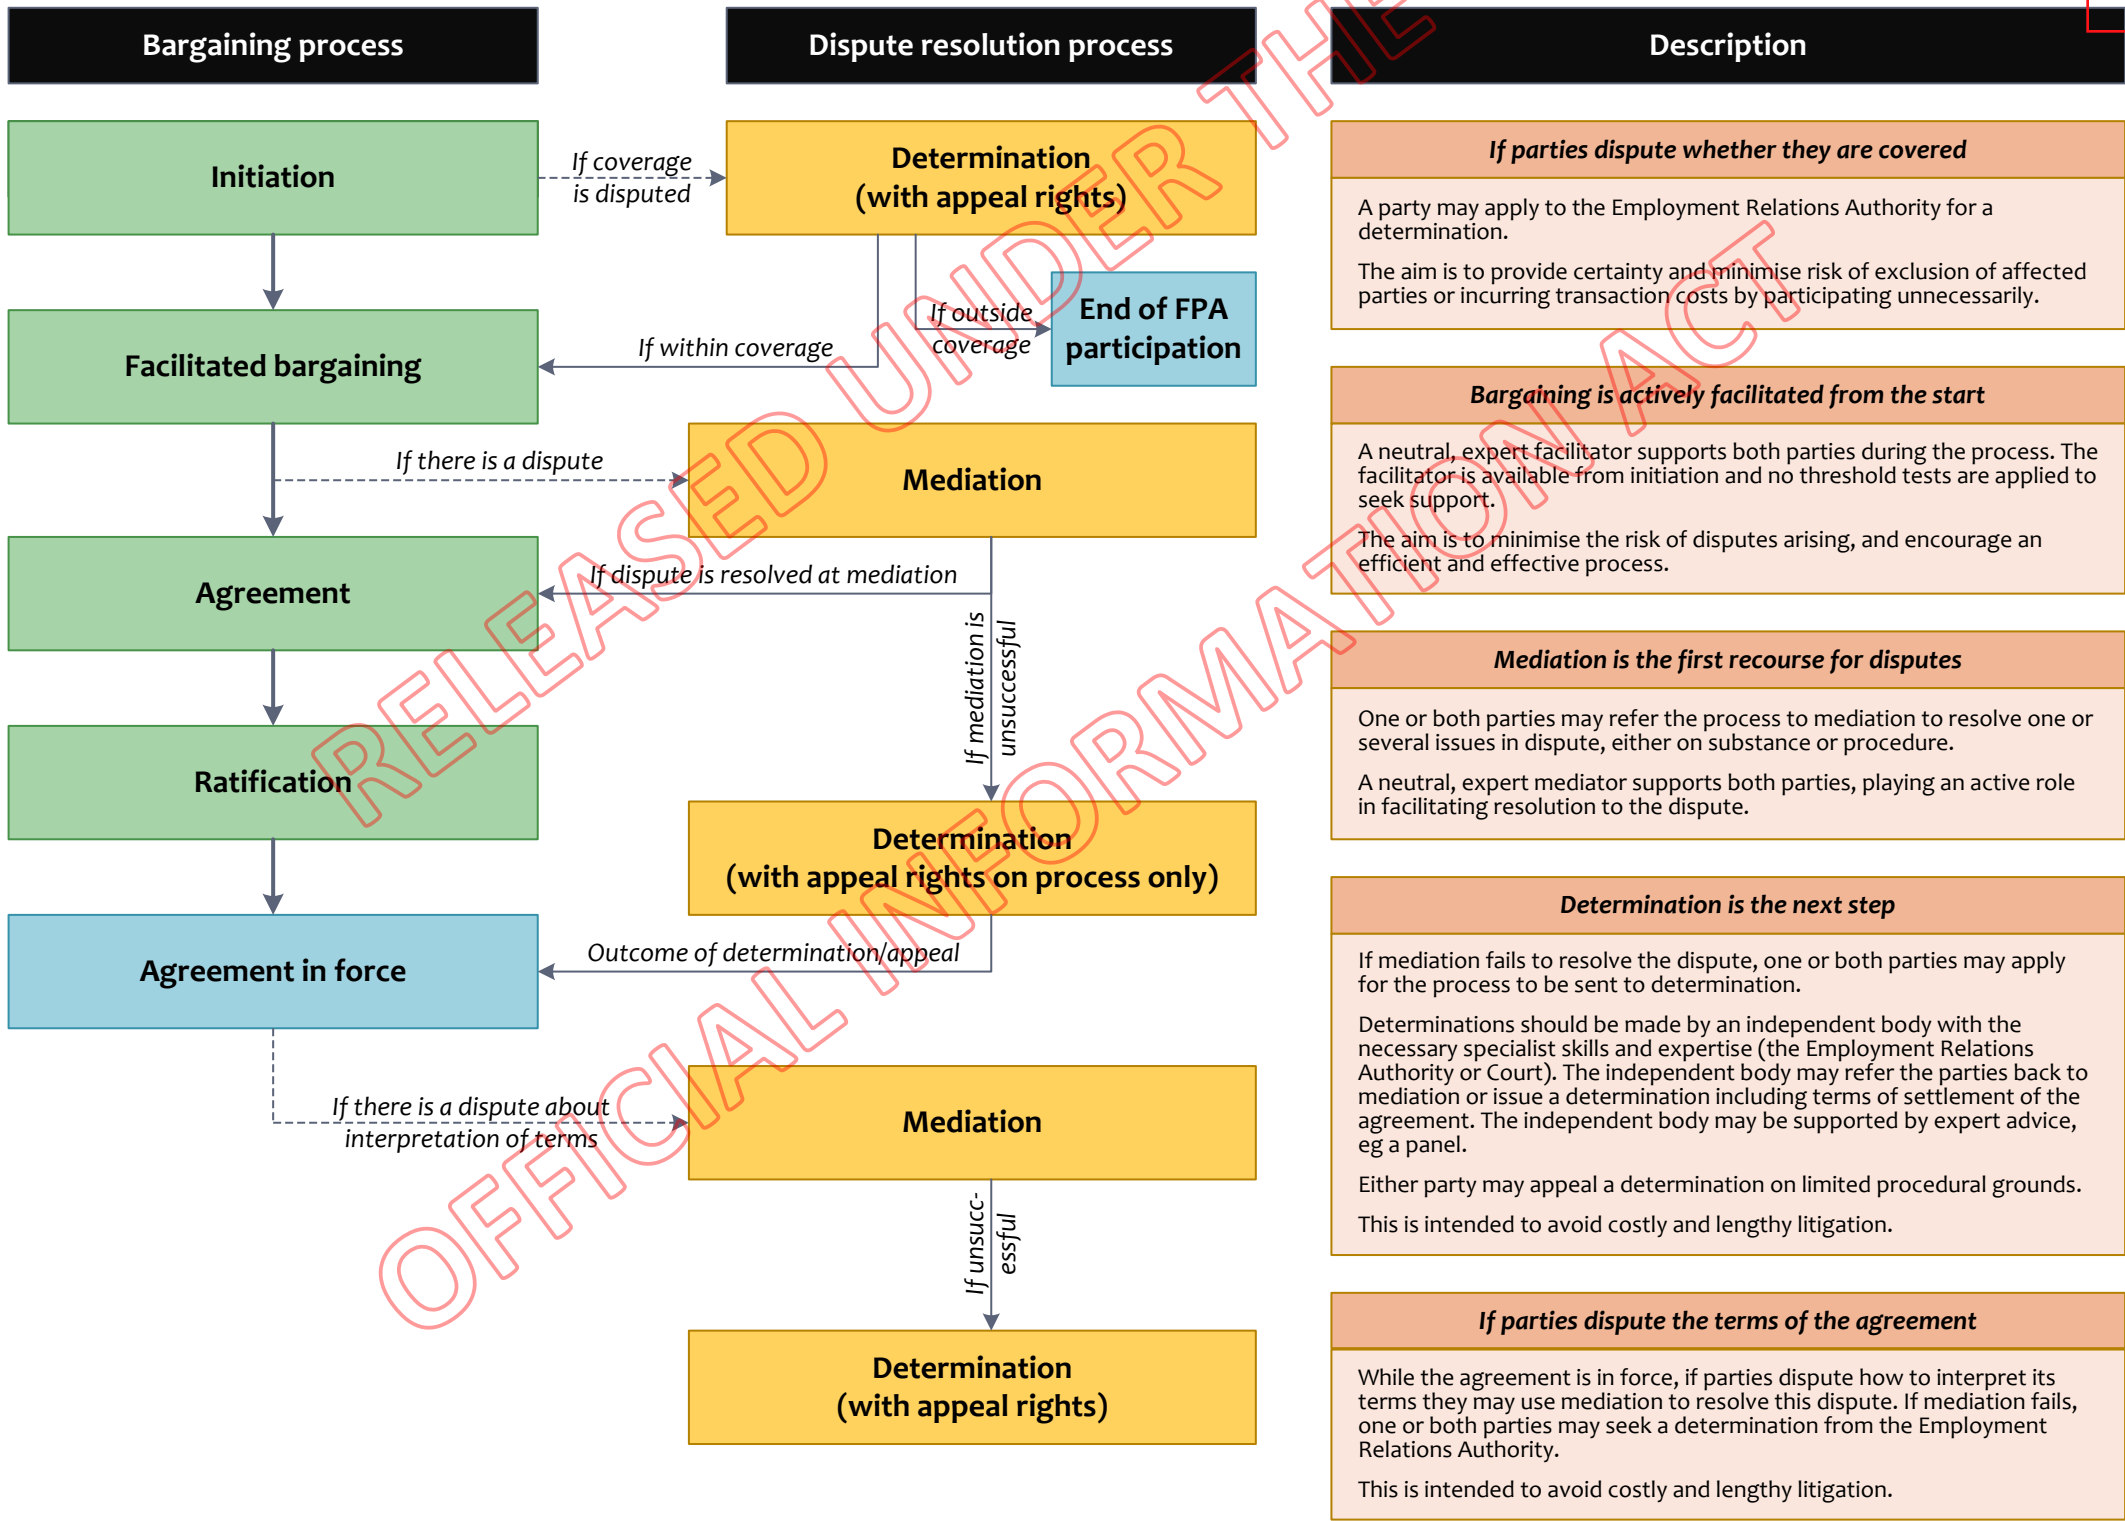 Bargaining process
Dispute resolution process
Description
Initiation
If coverage
is disputed
Determination
(with appeal rights)
If within coverage
If outside
coverage
End of FPA
participation
Facilitated bargaining
If there is a dispute
Mediation
Agreement
If dispute is resolved at mediation
If mediation is
unsuccessful
Ratification
Determination
(with appeal rights on process only)
Outcome of determination/appeal
Agreement in force
If there is a dispute about
interpretation of terms
Mediation
If unsucc-
essful
Determination
(with appeal rights)
If parties dispute whether they are covered
A party may apply to the Employment Relations Authority for a
determination.
The aim is to provide certainty and minimise risk of exclusion of affected
parties or incurring transaction costs by participating unnecessarily.
Bargaining is actively facilitated from the start
A neutral, expert facilitator supports both parties during the process. The
facilitator is available from initiation and no threshold tests are applied to
seek support.
The aim is to minimise the risk of disputes arising, and encourage an
efficient and effective process.
Mediation is the first recourse for disputes
One or both parties may refer the process to mediation to resolve one or
several issues in dispute, either on substance or procedure.
A neutral, expert mediator supports both parties, playing an active role
in facilitating resolution to the dispute.
Determination is the next step
If mediation fails to resolve the dispute, one or both parties may apply
for the process to be sent to determination.
Determinations should be made by an independent body with the
necessary specialist skills and expertise (the Employment Relations
Authority or Court). The independent body may refer the parties back to
mediation or issue a determination including terms of settlement of the
agreement. The independent body may be supported by expert advice,
eg a panel.
Either party may appeal a determination on limited procedural grounds.
This is intended to avoid costly and lengthy litigation.
If parties dispute the terms of the agreement
While the agreement is in force, if parties dispute how to interpret its
terms they may use mediation to resolve this dispute. If mediation fails,
one or both parties may seek a determination from the Employment
Relations Authority.
This is intended to avoid costly and lengthy litigation.
RELEASED UNDER THE
OFFICIAL INFORMATION ACT